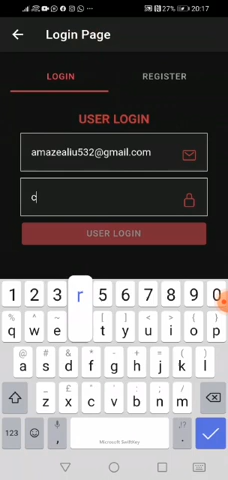 27% 20:17
Login Page
LOGIN REGISTER
USER LOGIN
amazealiu532@gmail.com
c
USER LOGIN
1 2 3 r 5 6 7 8 9 0
q w e t y u i o p
@ # & * - + = ( )
a s d f g h j k l
_ £ " ' : ; /
z x c v b n m
123 , Microsoft SwiftKey .